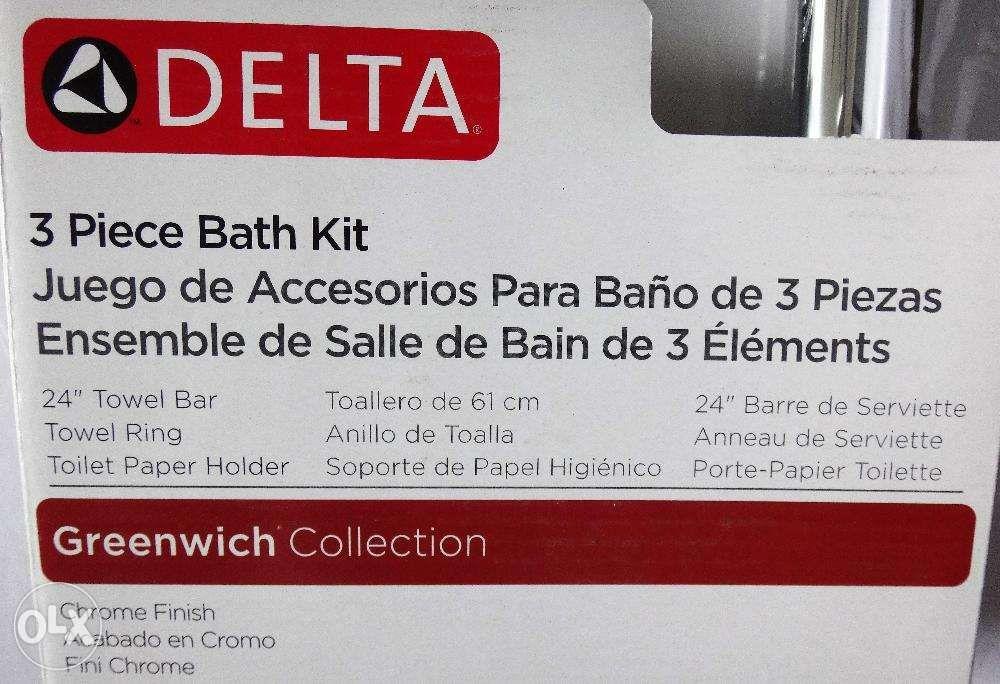 DELTA
3 Piece Bath Kit
Juego de Accesorios Para Baño de 3 Piezas
Ensemble de Salle de Bain de 3 Éléments
24" Towel Bar
Towel Ring
Toilet Paper Holder
Toallero de 61 cm
Anillo de Toalla
Soporte de Papel Higiénico
24" Barre de Serviette
Anneau de Serviette
Porte-Papier Toilette
Greenwich Collection
Chrome Finish
Acabado en Cromo
Fini Chrome
OLX